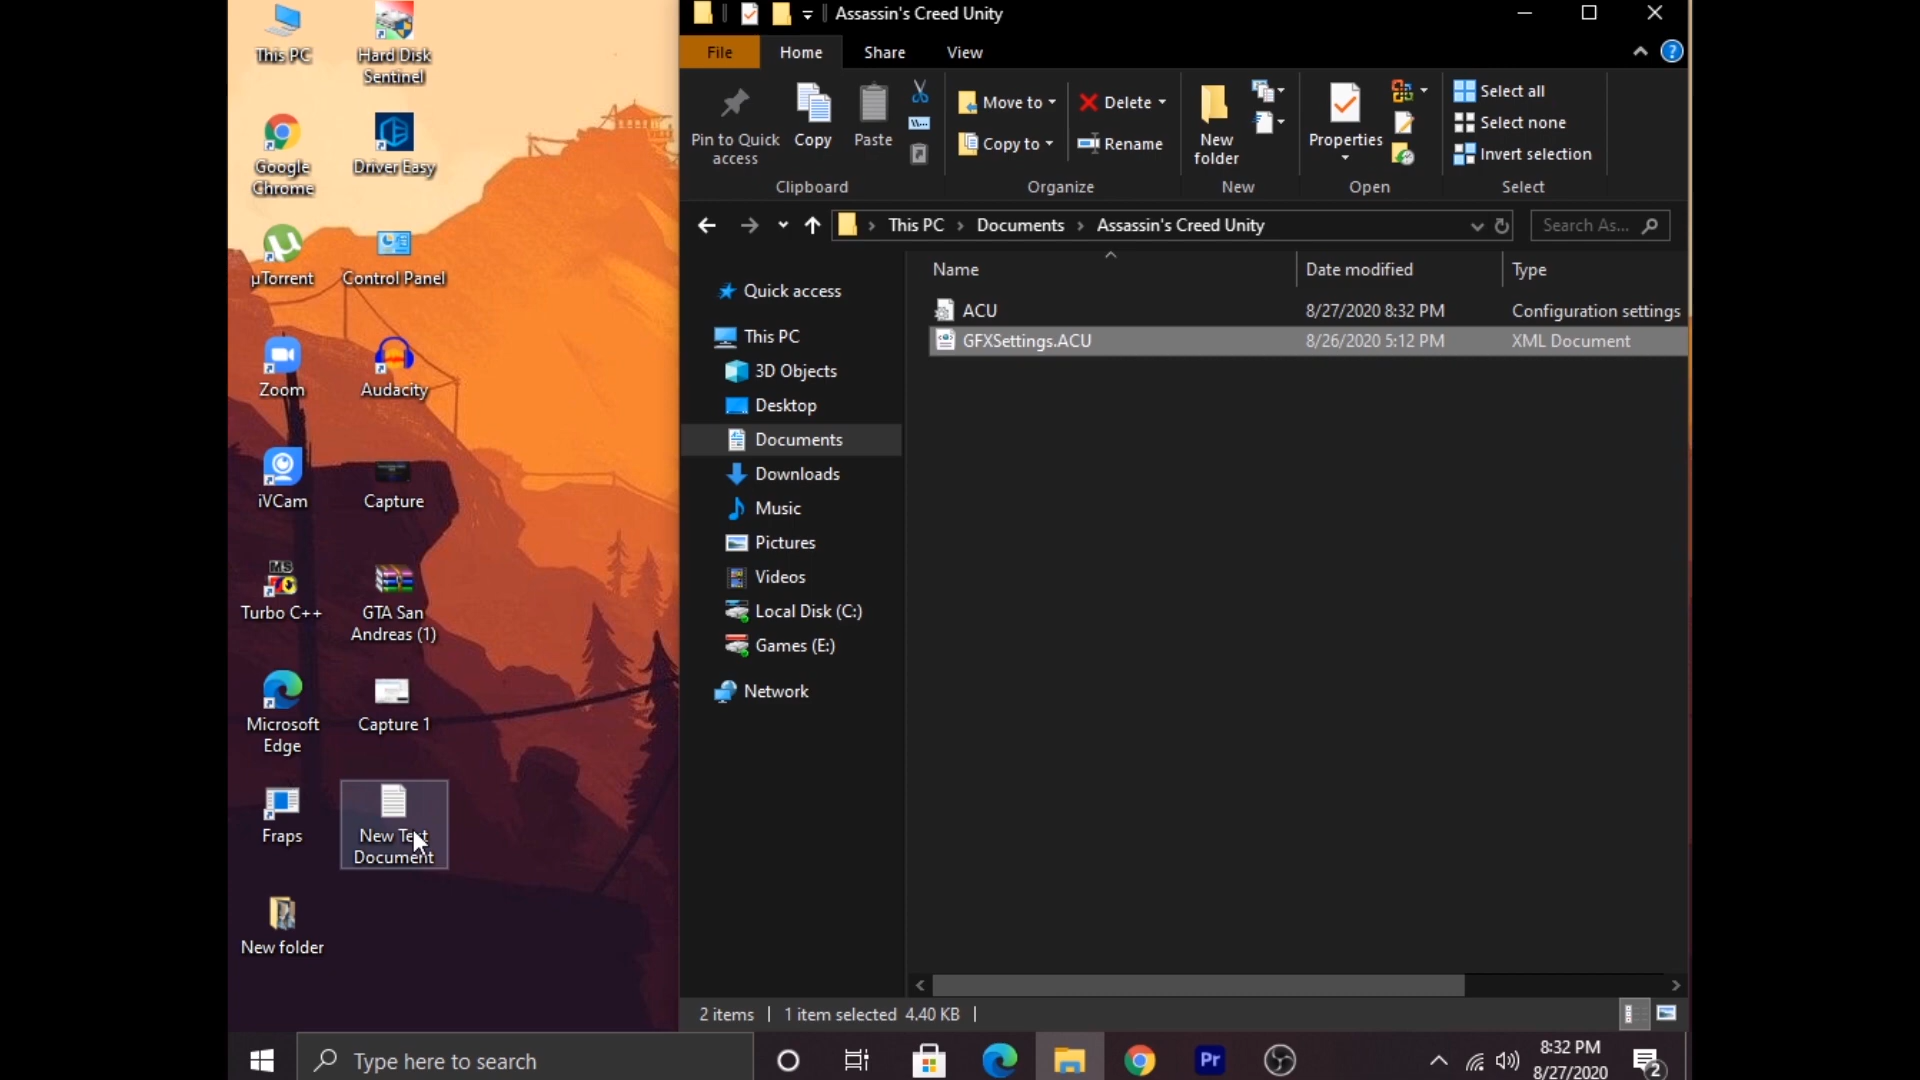 This PC
Hard Disk
Sentinel
Google
Chrome
Driver Easy
µTorrent
Control Panel
Zoom
Audacity
iVCam
Capture
MS
Turbo C++
GTA San
Andreas (1)
Microsoft
Edge
Capture 1
Fraps
New Text
Document
New folder
Assassin's Creed Unity
File
Home
Share
View
?
Pin to Quick
access
Copy
Paste
Clipboard
Move to
Copy to
Delete
Rename
Organize
New
folder
New
Properties
Open
Select all
Select none
Invert selection
Select
This PC
Documents
Assassin's Creed Unity
Search As...
Name
Date modified
Type
ACU
8/27/2020 8:32 PM
Configuration settings
GFXSettings.ACU
8/26/2020 5:12 PM
XML Document
Quick access
This PC
3D Objects
Desktop
Documents
Downloads
Music
Pictures
Videos
Local Disk (C:)
Games (E:)
Network
2 items
1 item selected 4.40 KB
Type here to search
Pr
8:32 PM
8/27/2020
2